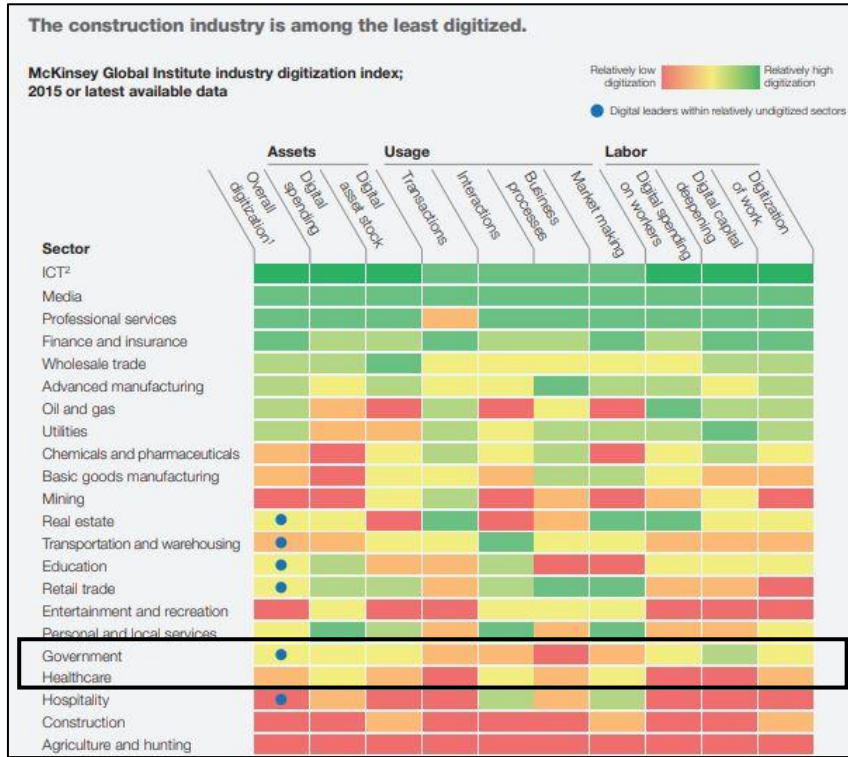 The construction industry is among the least digitized.
McKinsey Global Institute industry digitization index;
2015 or latest available data
Relatively low
digitization
Relatively high
digitization
Digital leaders within relatively undigitized sectors
Assets
Usage
Labor
Overall
digitization¹
Digital
spending
Digital
asset stock
Transactions
Interactions
Business
processes
Market making
Digital spending
on workers
Digital capital
deepening
Digitization
of work
Sector
ICT²
Media
Professional services
Finance and insurance
Wholesale trade
Advanced manufacturing
Oil and gas
Utilities
Chemicals and pharmaceuticals
Basic goods manufacturing
Mining
Real estate
Transportation and warehousing
Education
Retail trade
Entertainment and recreation
Personal and local services
Government
Healthcare
Hospitality
Construction
Agriculture and hunting